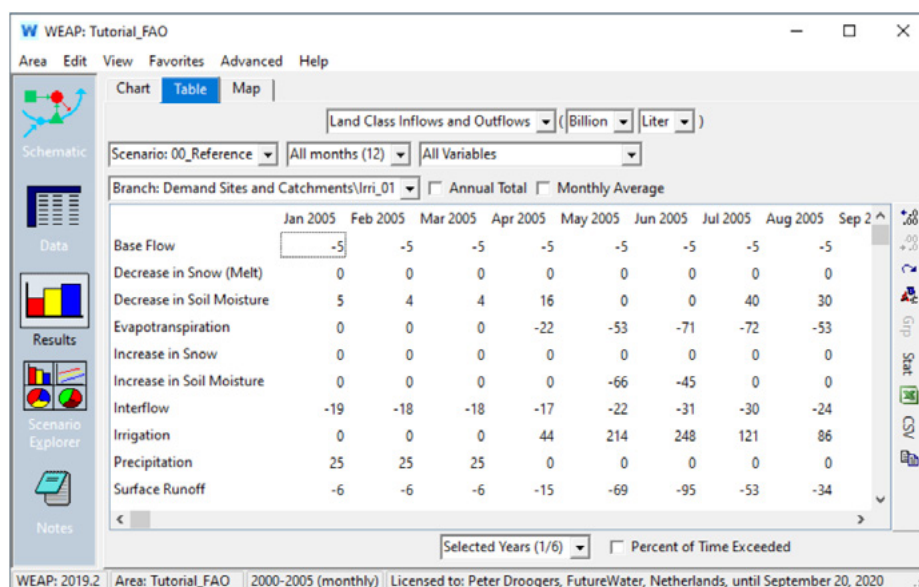 W WEAP: Tutorial_FAO
Area Edit View Favorites Advanced Help
Chart Table Map
Land Class Inflows and Outflows ( Billion Liter )
Scenario: 00_Reference All months (12) All Variables
Branch: Demand Sites and Catchments\Irri_01 Annual Total Monthly Average
Jan 2005 Feb 2005 Mar 2005 Apr 2005 May 2005 Jun 2005 Jul 2005 Aug 2005 Sep 2
Base Flow -5 -5 -5 -5 -5 -5 -5 -5
Decrease in Snow (Melt) 0 0 0 0 0 0 0 0
Decrease in Soil Moisture 5 4 4 16 0 0 40 30
Evapotranspiration 0 0 0 -22 -53 -71 -72 -53
Increase in Snow 0 0 0 0 0 0 0 0
Increase in Soil Moisture 0 0 0 0 -66 -45 0 0
Interflow -19 -18 -18 -17 -22 -31 -30 -24
Irrigation 0 0 0 44 214 248 121 86
Precipitation 25 25 25 0 0 0 0 0
Surface Runoff -6 -6 -6 -15 -69 -95 -53 -34
Selected Years (1/6) Percent of Time Exceeded
Schematic
Data
Results
Scenario
Explorer
Notes
Grp
Stat
CSV
WEAP: 2019.2 Area: Tutorial_FAO 2000-2005 (monthly) Licensed to: Peter Droogers, FutureWater, Netherlands, until September 20, 2020